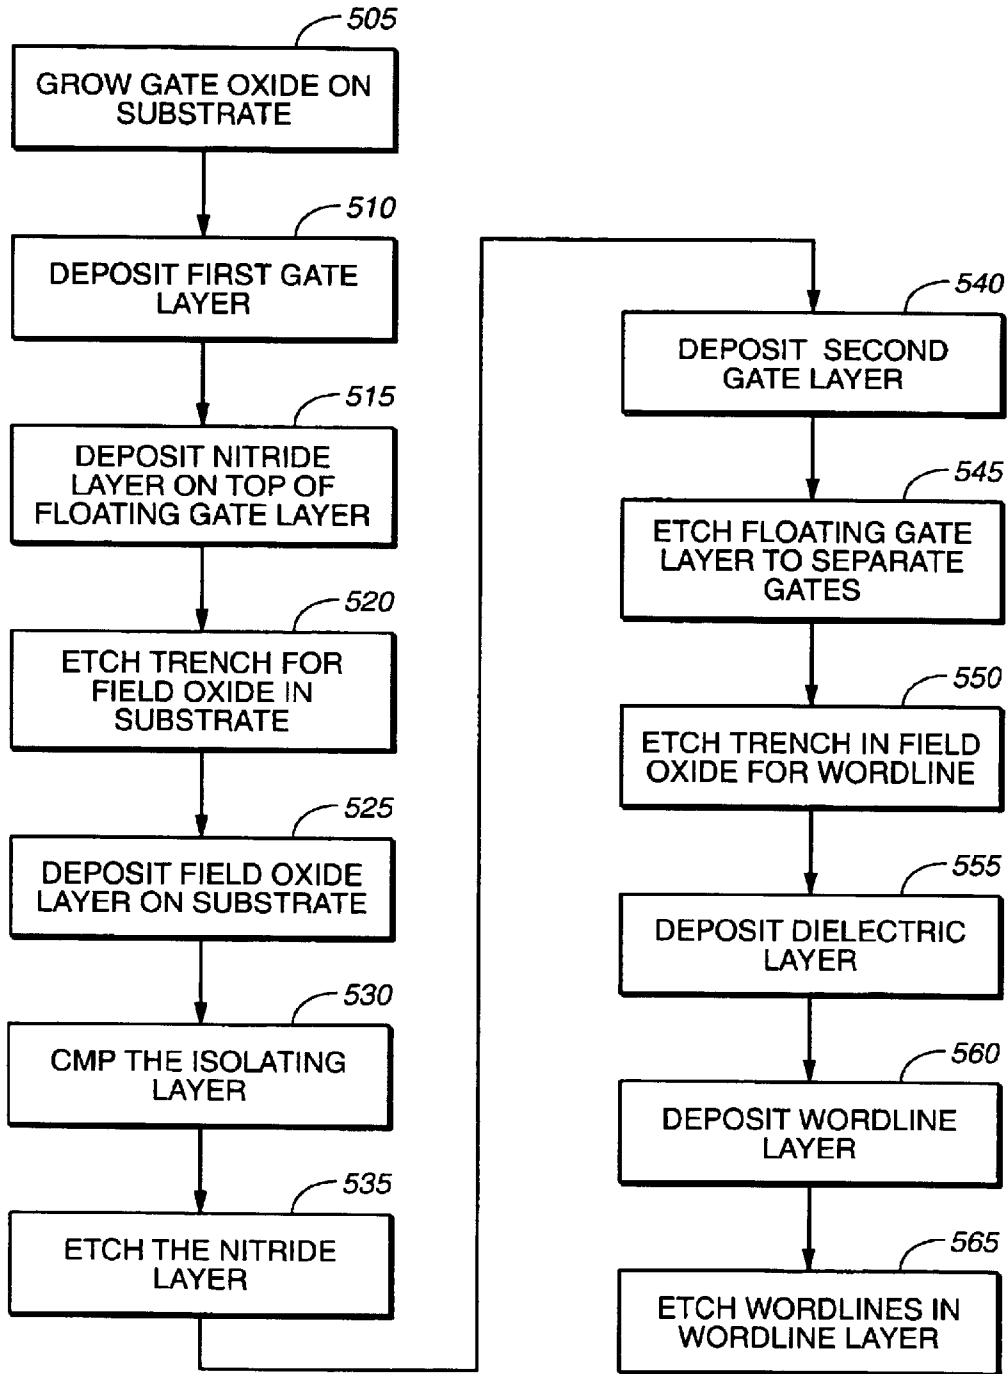 505
GROW GATE OXIDE ON
SUBSTRATE
510
DEPOSIT FIRST GATE
LAYER
515
DEPOSIT NITRIDE
LAYER ON TOP OF
FLOATING GATE LAYER
520
ETCH TRENCH FOR
FIELD OXIDE IN
SUBSTRATE
525
DEPOSIT FIELD OXIDE
LAYER ON SUBSTRATE
530
CMP THE ISOLATING
LAYER
535
ETCH THE NITRIDE
LAYER
540
DEPOSIT SECOND
GATE LAYER
545
ETCH FLOATING GATE
LAYER TO SEPARATE
GATES
550
ETCH TRENCH IN FIELD
OXIDE FOR WORDLINE
555
DEPOSIT DIELECTRIC
LAYER
560
DEPOSIT WORDLINE
LAYER
565
ETCH WORDLINES IN
WORDLINE LAYER